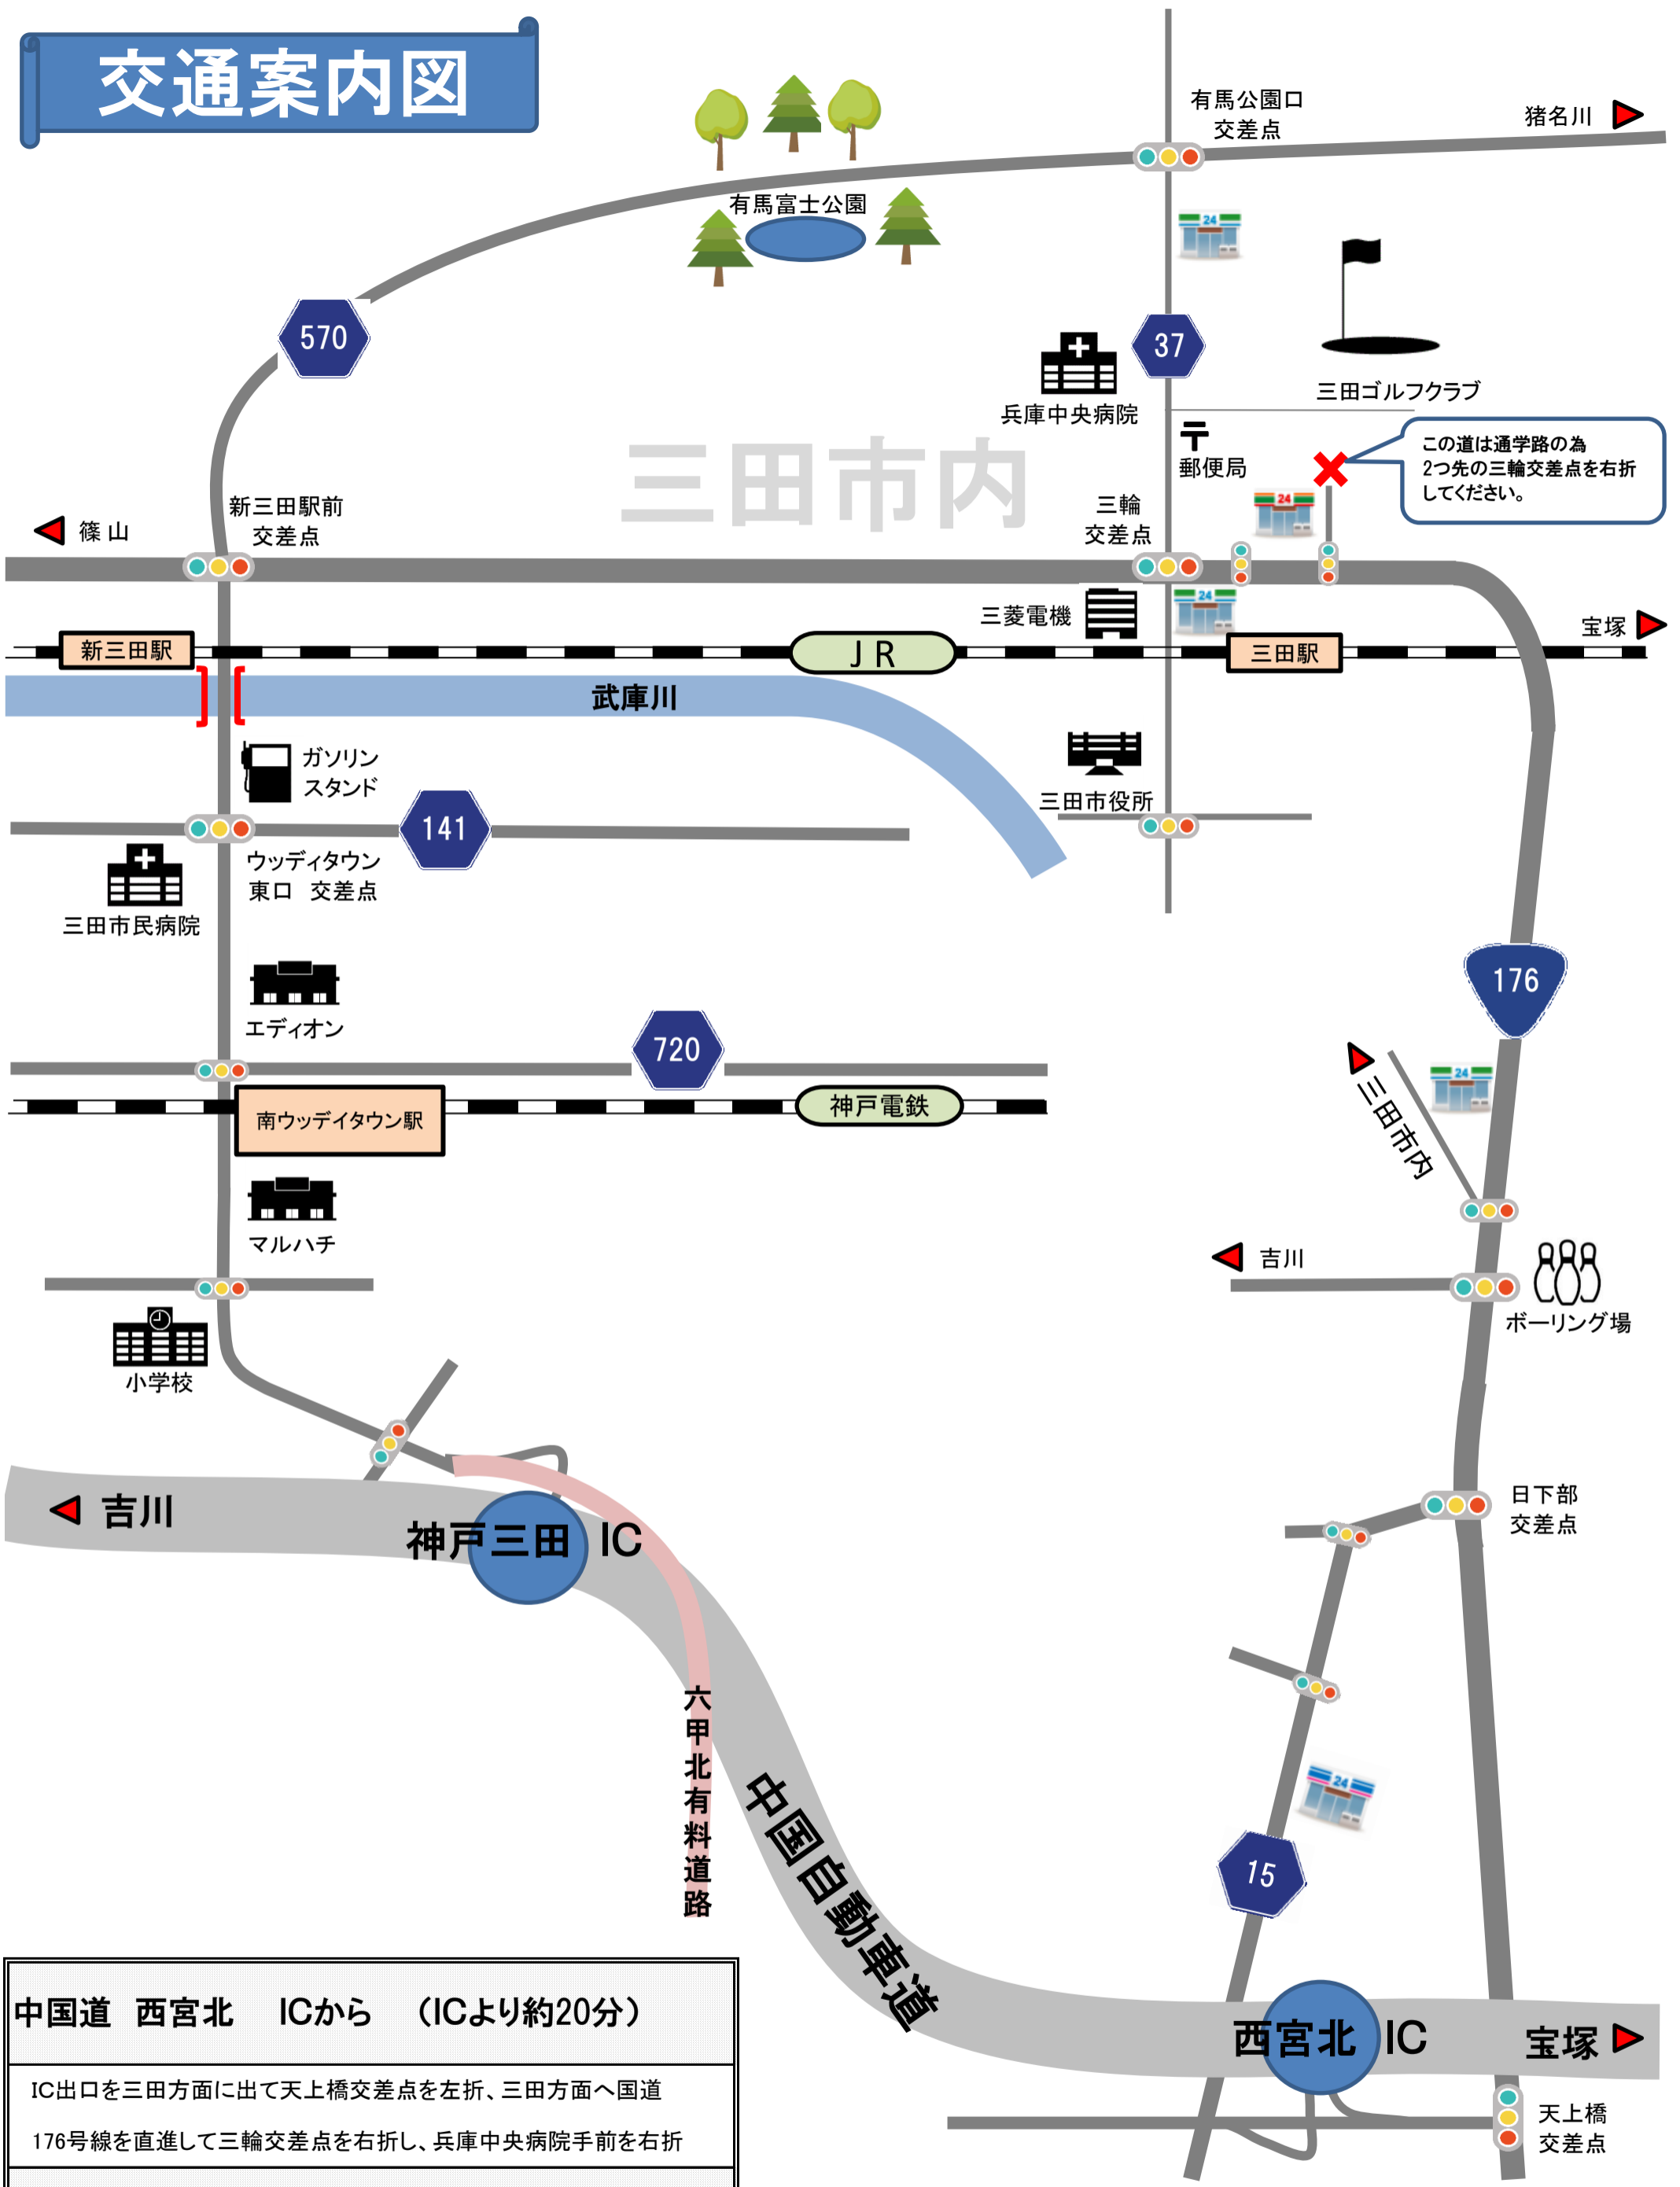 交通案内図
有馬公園口
交差点
猪名川
有馬富士公園
24
570
37
兵庫中央病院
三田ゴルフクラブ
三田市内
〒
郵便局
この道は通学路の為
2つ先の三輪交差点を右折
してください。
24
篠山
新三田駅前
交差点
三輪
交差点
三菱電機
24
宝塚
新三田駅
JR
三田駅
武庫川
ガソリン
スタンド
三田市役所
141
ウッディタウン
東口 交差点
三田市民病院
176
エディオン
720
24
三田市内
南ウッデイタウン駅
神戸電鉄
マルハチ
吉川
ボーリング場
小学校
吉川
神戸三田 IC
日下部
交差点
六甲北有料道路
中国自動車道
24
15
中国道 西宮北 ICから (ICより約20分)
西宮北 IC
宝塚
IC出口を三田方面に出て天上橋交差点を左折、三田方面へ国道
176号線を直進して三輪交差点を右折し、兵庫中央病院手前を右折
天上橋
交差点